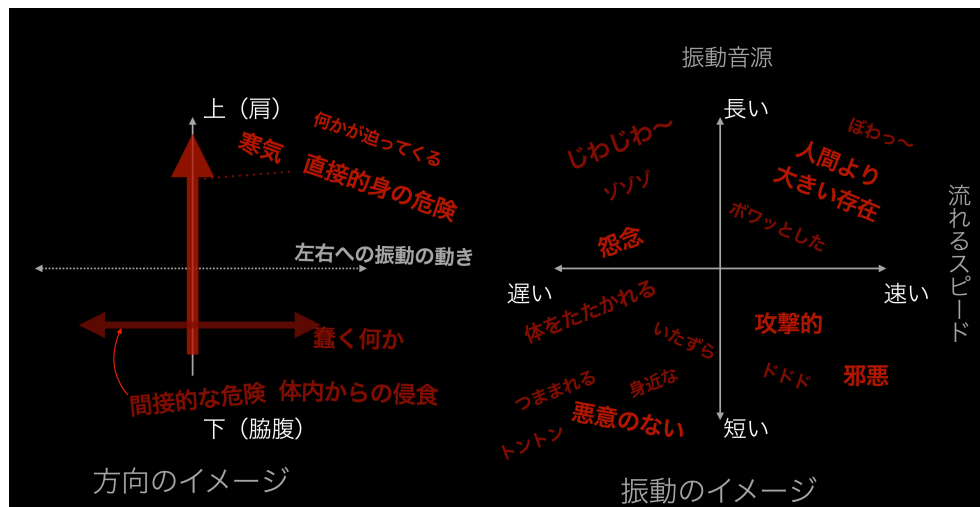 上（肩）
何かが迫ってくる
寒気
直接的身の危険
左右への振動の動き
蠢く何か
間接的な危険
体内からの侵食
下（脇腹）
方向のイメージ
振動音源
長い
じわじわ〜
ゾゾゾ
怨念
ぼわっ〜
人間より
大きい存在
ボワッとした
流れるスピード
遅い
速い
体をたたかれる
いたずら
つままれる
身近な
悪意のない
トントン
攻撃的
ドドド
邪悪
短い
振動のイメージ